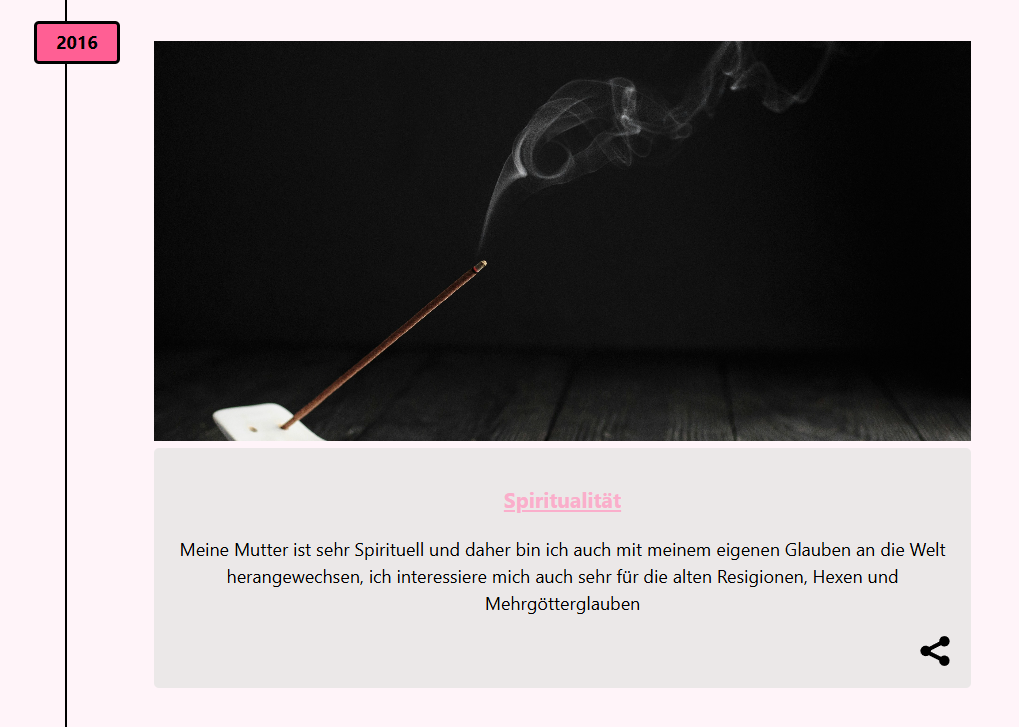 2016
Spiritualität
Meine Mutter ist sehr Spirituell und daher bin ich auch mit meinem eigenen Glauben an die Welt
herangewechsen, ich interessiere mich auch sehr für die alten Resigionen, Hexen und
Mehrgötterglauben